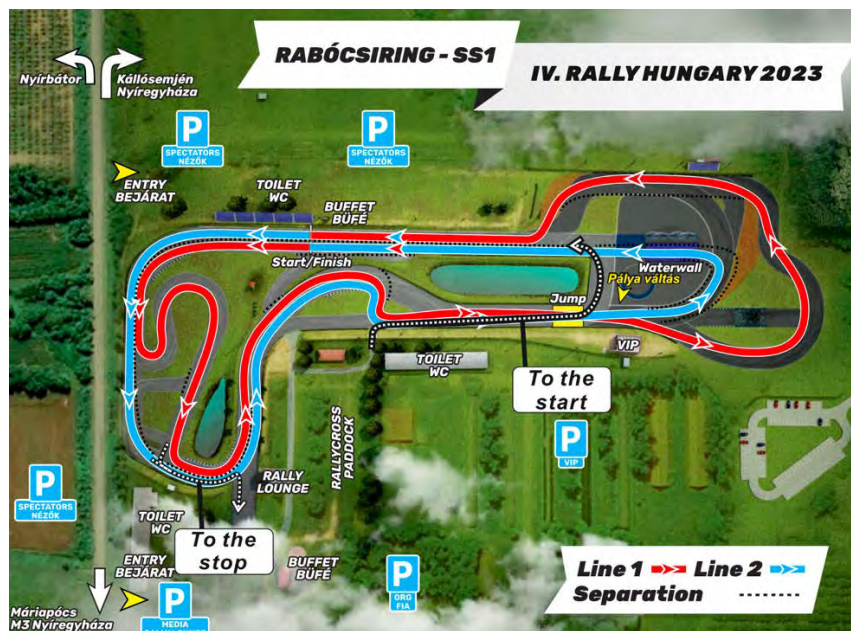 RABÓCSIRING - SS1
IV. RALLY HUNGARY 2023
Nyírbátor
Kállósemjén
Nyíregyháza
P
SPECTATORS
NÉZŐK
P
SPECTATORS
NÉZŐK
ENTRY
BEJÁRAT
TOILET
WC
BUFFET
BÜFÉ
Start/Finish
Waterwall
Pálya váltás
Jump
VIP
TOILET
WC
To the
start
P
VIP
RALLYCROSS
PADDOCK
RALLY
LOUNGE
P
SPECTATORS
NÉZŐK
TOILET
WC
To the
stop
ENTRY
BEJÁRAT
BUFFET
BÜFÉ
P
ORG
FIA
Line 1
Line 2
Separation
Máriapócs
M3 Nyíregyháza
P
MEDIA